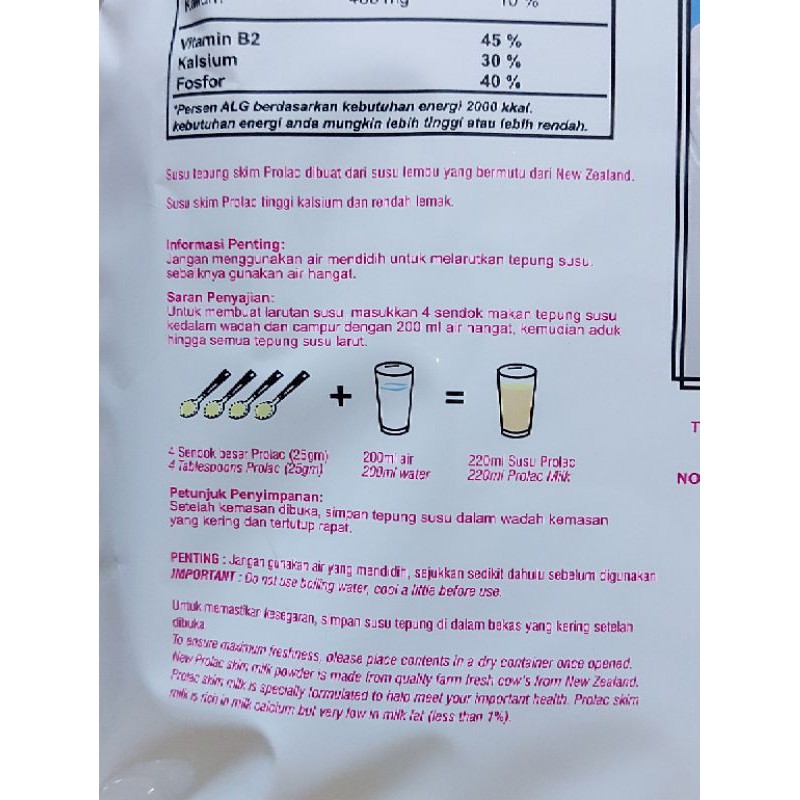 Vitamin B2 45 %
Kalsium 30 %
Fosfor 40 %
*Persen ALG berdasarkan kebutuhan energi 2000 kkal.
kebutuhan energi anda mungkin lebih tinggi atau lebih rendah.
Susu tepung skim Prolac dibuat dari susu lembu yang bermutu dari New Zealand.
Susu skim Prolac tinggi kalsium dan rendah lemak.
Informasi Penting:
Jangan menggunakan air mendidih untuk melarutkan tepung susu.
sebaiknya gunakan air hangat.
Saran Penyajian:
Untuk membuat larutan susu masukkan 4 sendok makan tepung susu
kedalam wadah dan campur dengan 200 ml air hangat, kemudian aduk
hingga semua tepung susu larut.
+ =
4 Sendok besar Prolac (25gm) 200ml air 220ml Susu Prolac
4 Tablespoons Prolac (25gm) 200ml water 220ml Prolac Milk
Petunjuk Penyimpanan:
Setelah kemasan dibuka, simpan tepung susu dalam wadah kemasan
yang kering dan tertutup rapat.
PENTING : Jangan gunakan air yang mendidih, sejukkan sedikit dahulu sebelum digunakan
IMPORTANT : Do not use boiling water, cool a little before use.
Untuk memastikan kesegaran, simpan susu tepung di dalam bekas yang kering setelah
dibuka
To ensure maximum freshness, please place contents in a dry container once opened.
New Prolac skim milk powder is made from quality farm fresh cow's from New Zealand.
Prolac skim milk is specially formulated to help meet your important health. Prolac skim
milk is rich in milk calcium but very low in milk fat (less than 1%).
T
NO